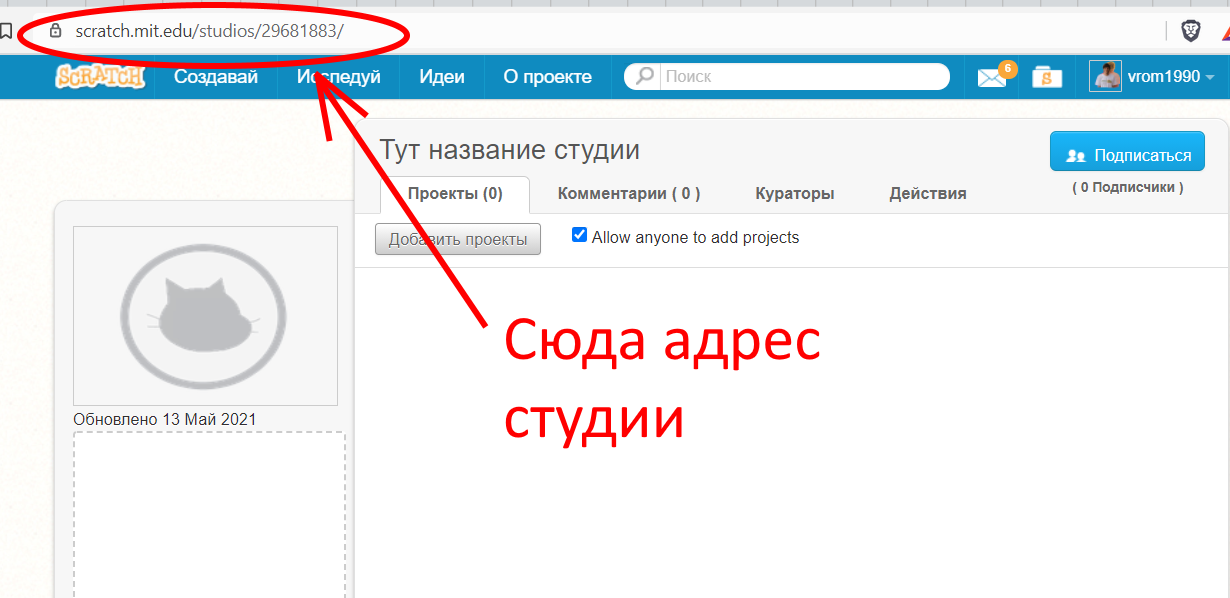 scratch.mit.edu/studios/29681883/
SCRATCH Создавай Исследуй Идеи О проекте Поиск 6 S vrom1990
Тут название студии
Подписаться
Проекты (0) Комментарии ( 0 ) Кураторы Действия
( 0 Подписчики )
Добавить проекты Allow anyone to add projects
Сюда адрес
студии
Обновлено 13 Май 2021